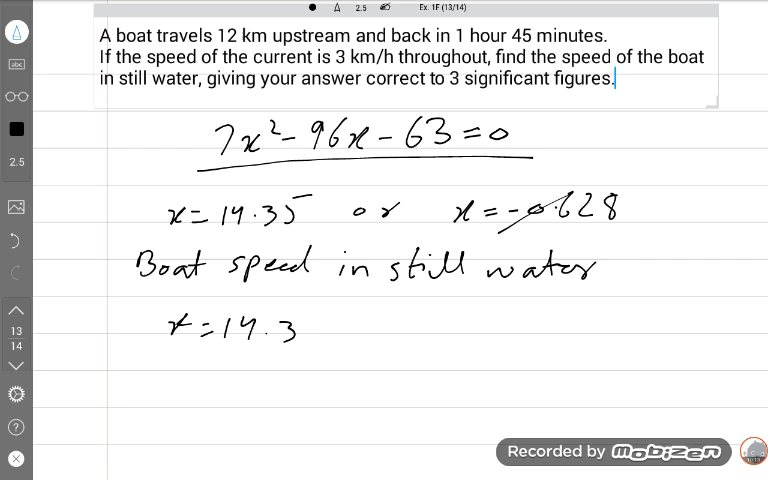 2.5 Ex. 1F (13/14)
A boat travels 12 km upstream and back in 1 hour 45 minutes.
If the speed of the current is 3 km/h throughout, find the speed of the boat
in still water, giving your answer correct to 3 significant figures.
abc
2.5
13
14
7x² - 96x - 63 = 0
x = 14.35 or x = -0.628
Boat speed in still water
x = 14.3
Recorded by Mobizen